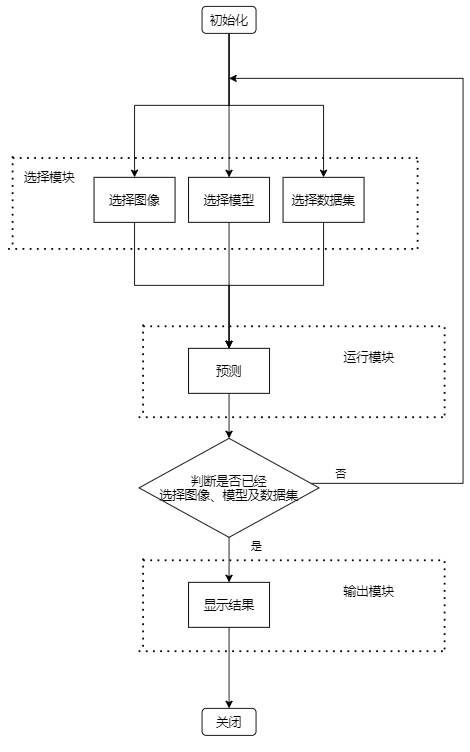 初始化
选择模块
选择图像
选择模型
选择数据集
运行模块
预测
判断是否已经
选择图像、模型及数据集
否
是
输出模块
显示结果
关闭